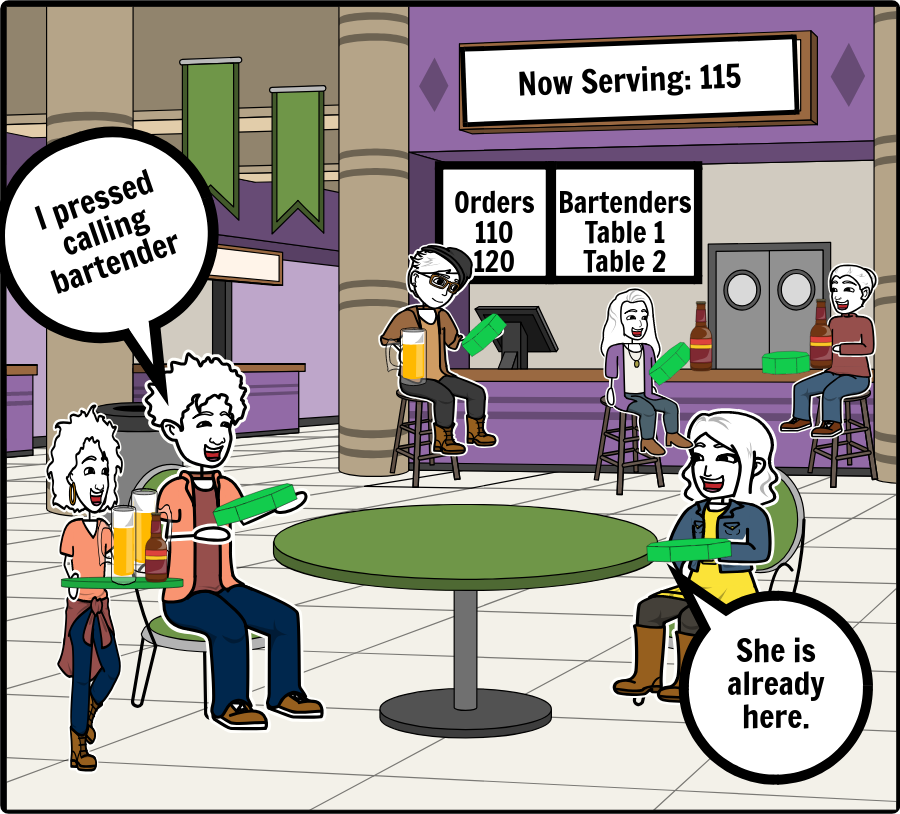 Now Serving: 115
Orders
110
120
Bartenders
Table 1
Table 2
I pressed
calling
bartender
She is
already
here.